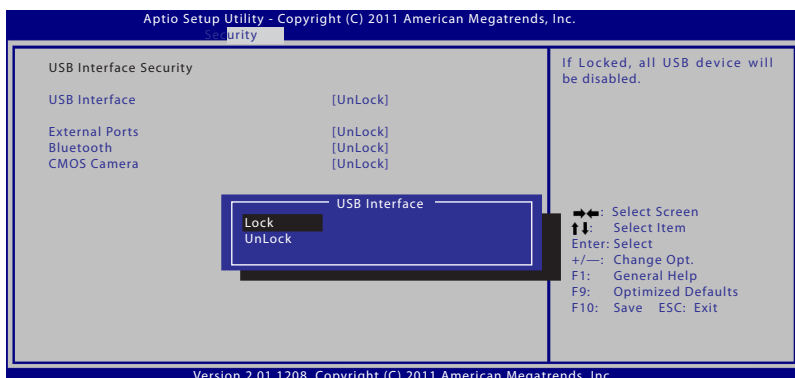 Aptio Setup Utility - Copyright (C) 2011 American Megatrends, Inc.
Security
USB Interface Security
USB Interface [UnLock]
External Ports [UnLock]
Bluetooth [UnLock]
CMOS Camera [UnLock]
USB Interface
Lock
UnLock
If Locked, all USB device will
be disabled.
→←: Select Screen
↑↓: Select Item
Enter: Select
+/—: Change Opt.
F1: General Help
F9: Optimized Defaults
F10: Save ESC: Exit
Version 2.01.1208. Copyright (C) 2011 American Megatrends, Inc.